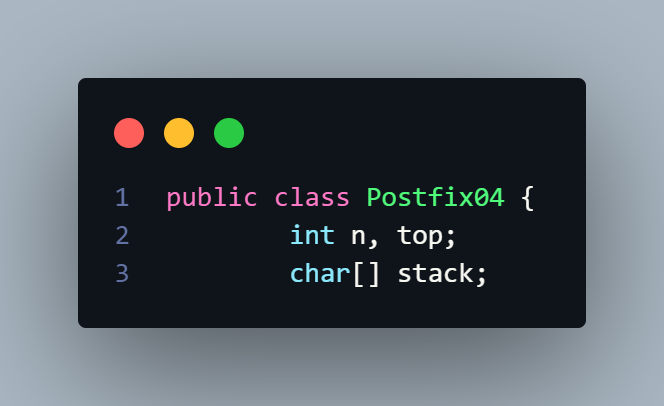 1 public class Postfix04 {
2 int n, top;
3 char[] stack;